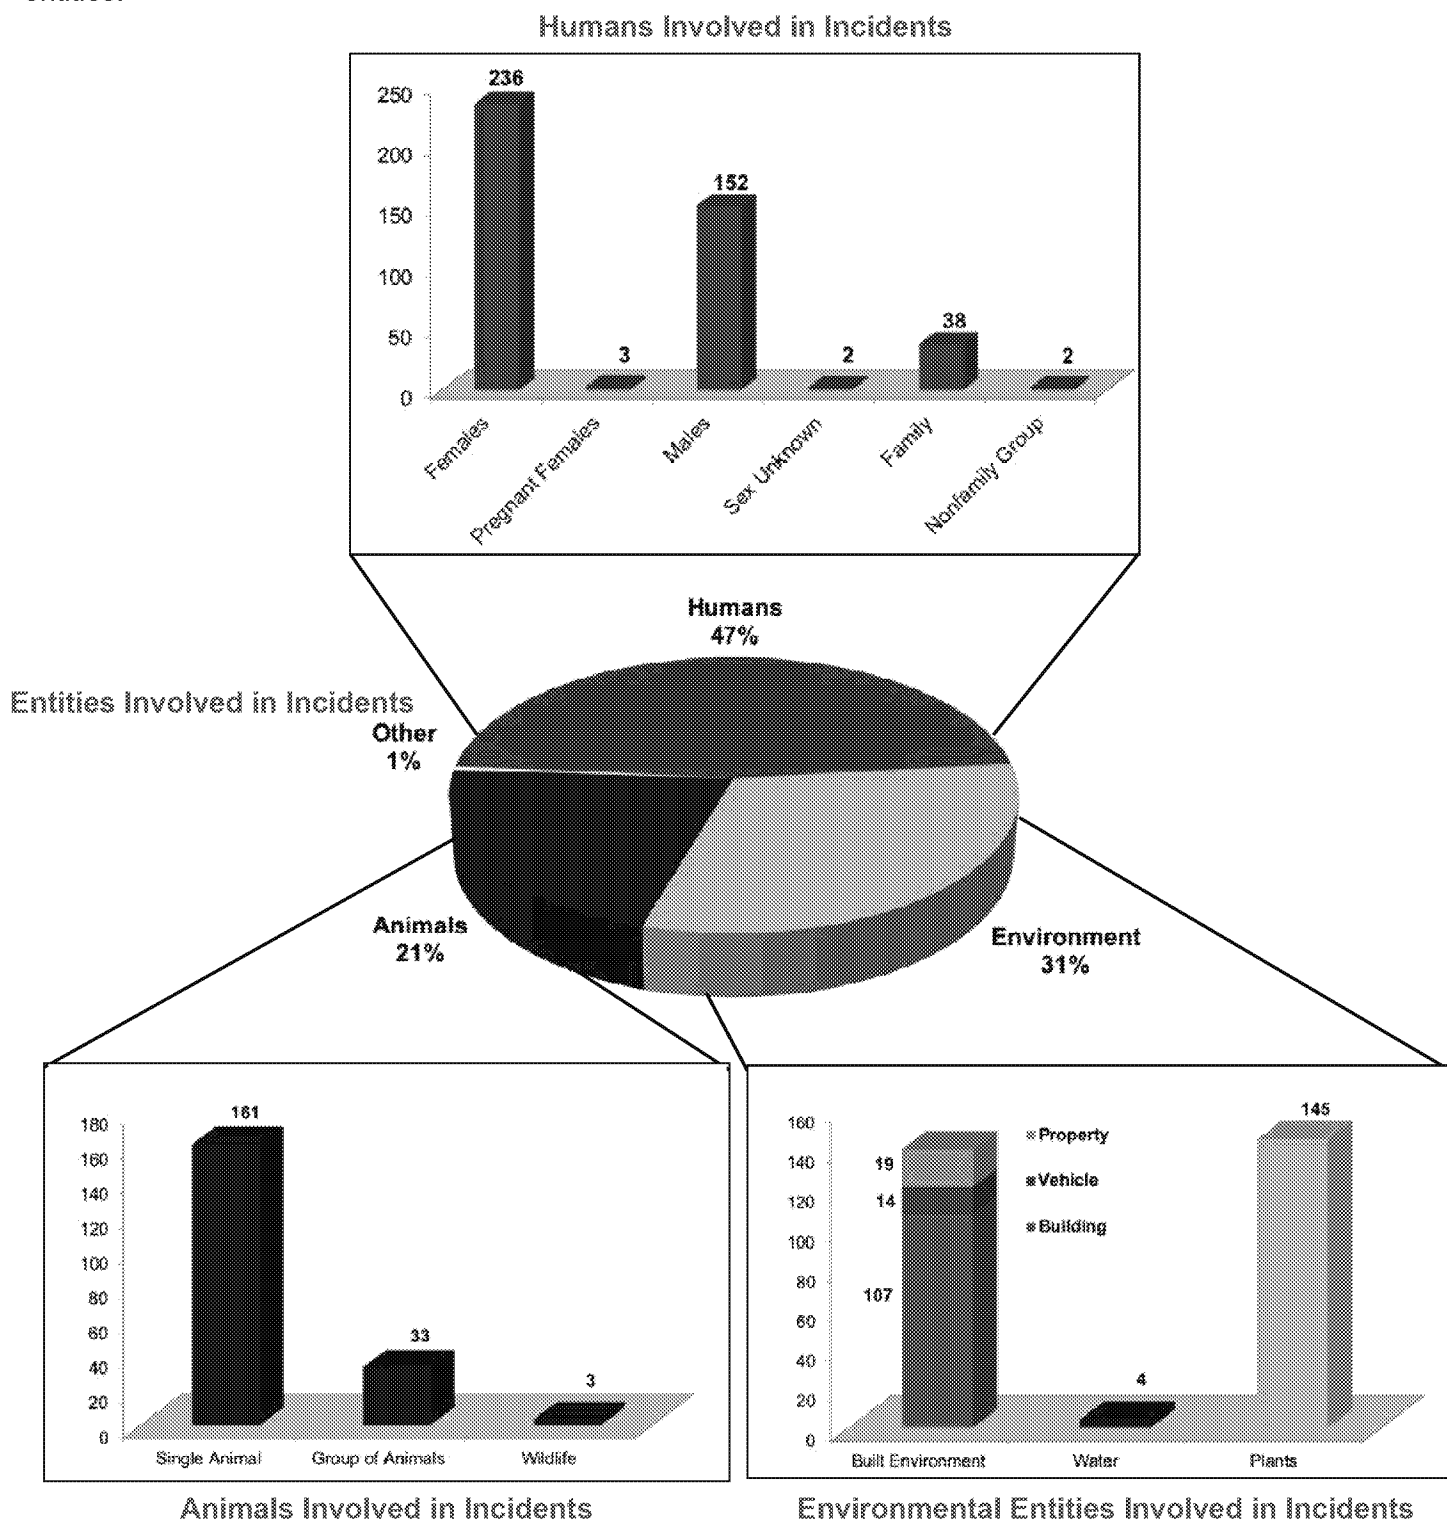 Humans Involved in Incidents
250
200
150
100
50
0
236
3
152
2
38
2
Females
Pregnant Females
Males
Sex Unknown
Family
Nonfamily Group
Humans
47%
Entities Involved in Incidents
Other
1%
Animals
21%
Environment
31%
180
160
140
120
100
80
60
40
20
0
161
33
3
Single Animal
Group of Animals
Wildlife
160
140
120
100
80
60
40
20
0
19
14
107
4
145
Property
Vehicle
Building
Built Environment
Water
Plants
Animals Involved in Incidents
Environmental Entities Involved in Incidents